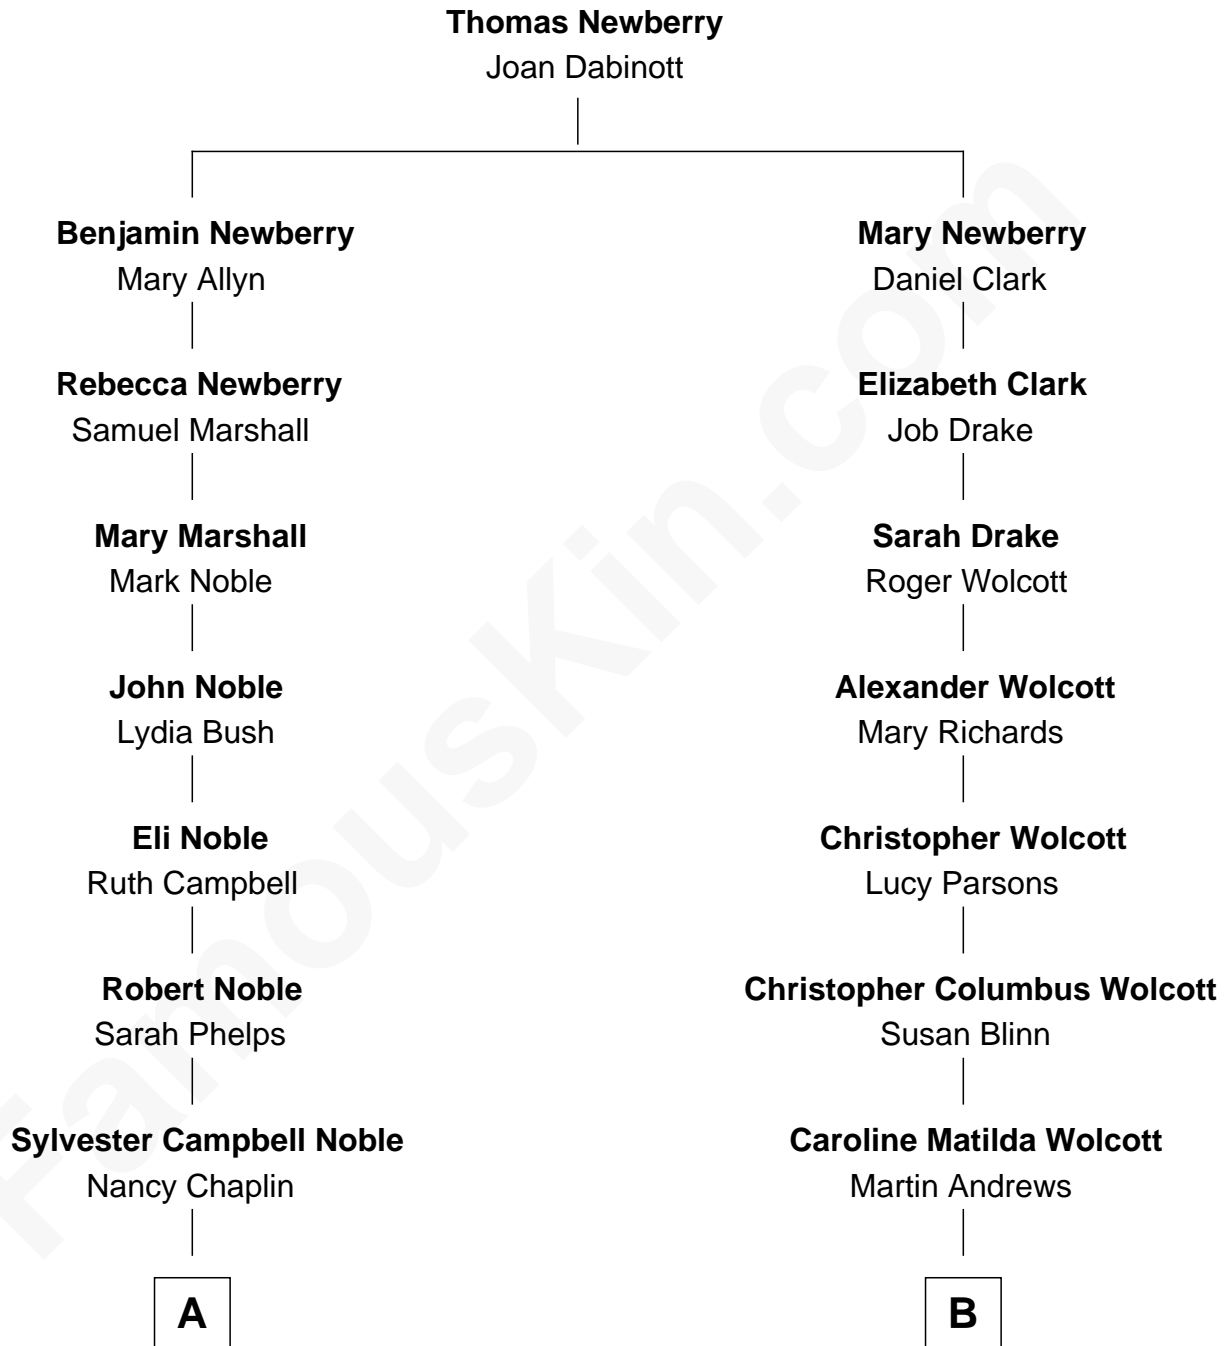 Thomas Newberry
Joan Dabinott
Benjamin Newberry
Mary Allyn
Mary Newberry
Daniel Clark
Rebecca Newberry
Samuel Marshall
Elizabeth Clark
Job Drake
Mary Marshall
Mark Noble
Sarah Drake
Roger Wolcott
John Noble
Lydia Bush
Alexander Wolcott
Mary Richards
Eli Noble
Ruth Campbell
Christopher Wolcott
Lucy Parsons
Robert Noble
Sarah Phelps
Christopher Columbus Wolcott
Susan Blinn
Sylvester Campbell Noble
Nancy Chaplin
Caroline Matilda Wolcott
Martin Andrews
A
B
FamousKin.com